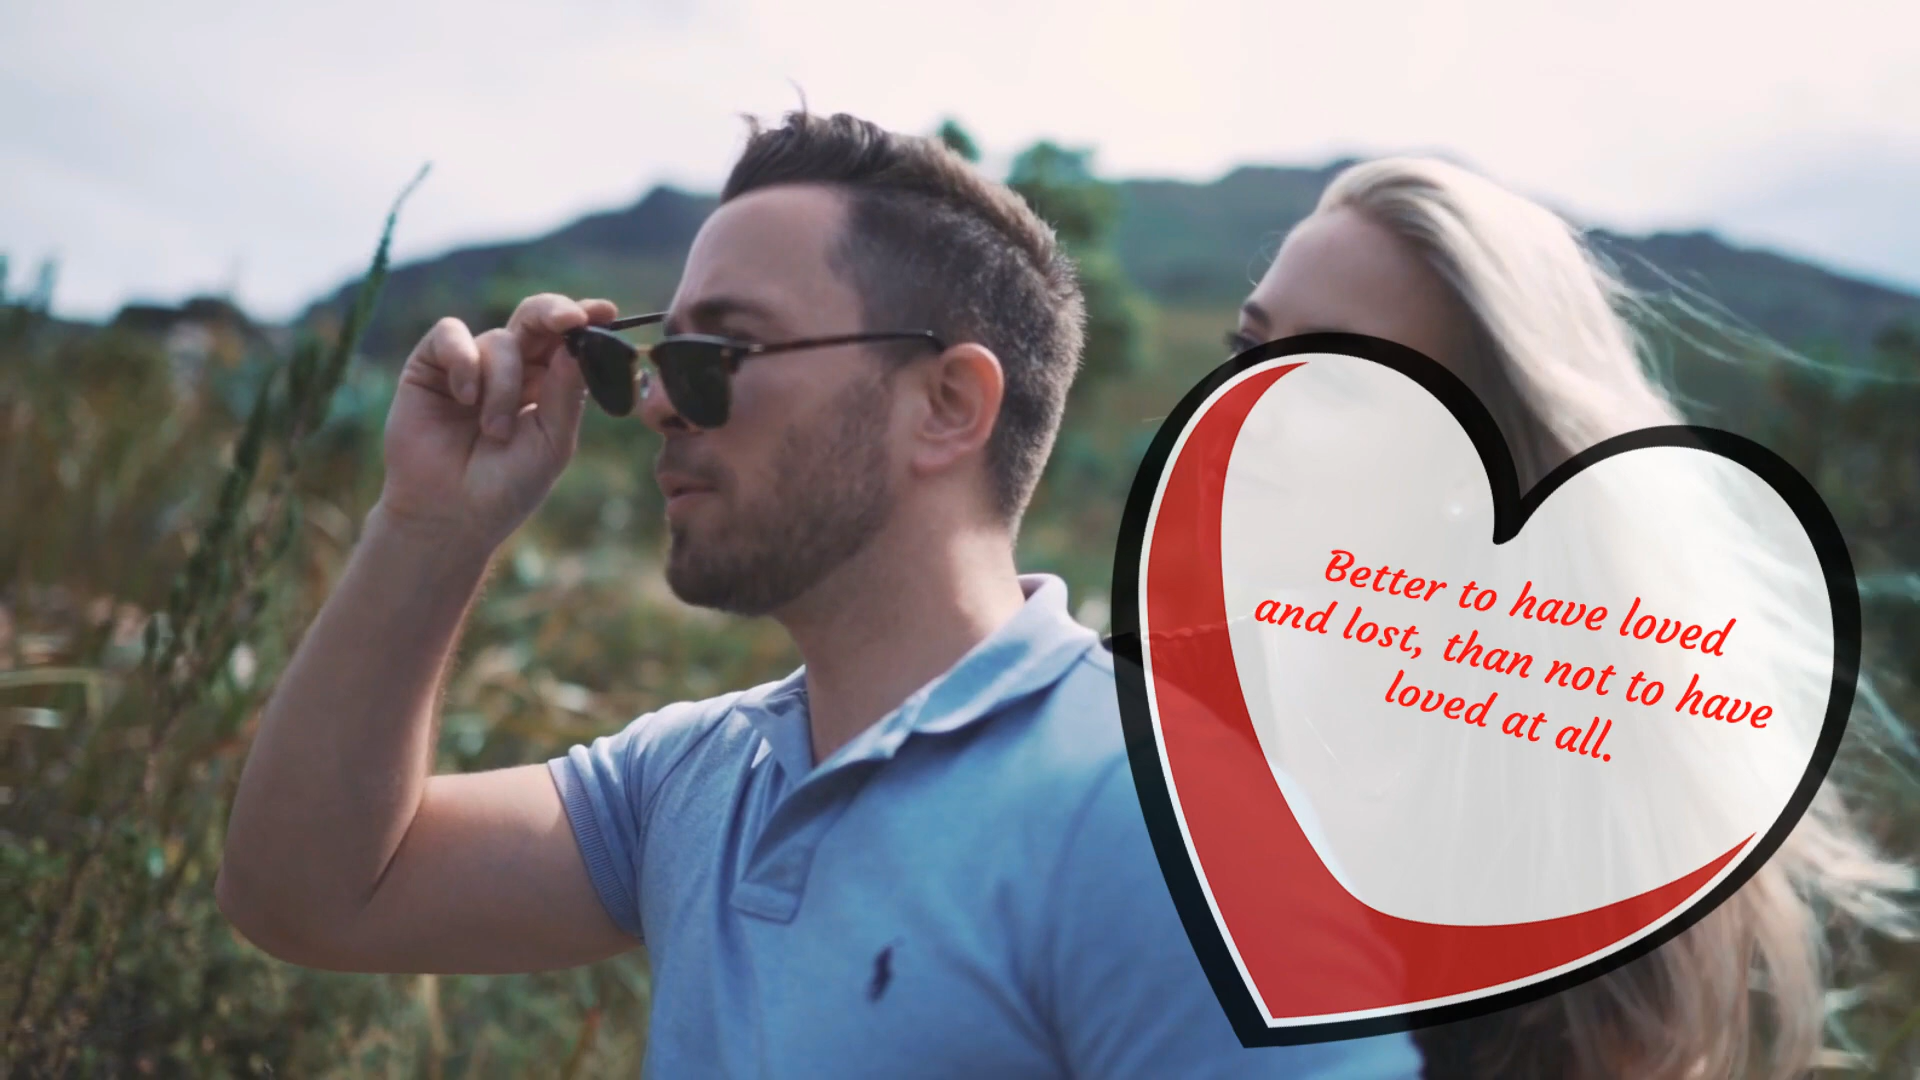 Better to have loved
and lost, than not to have
loved at all.